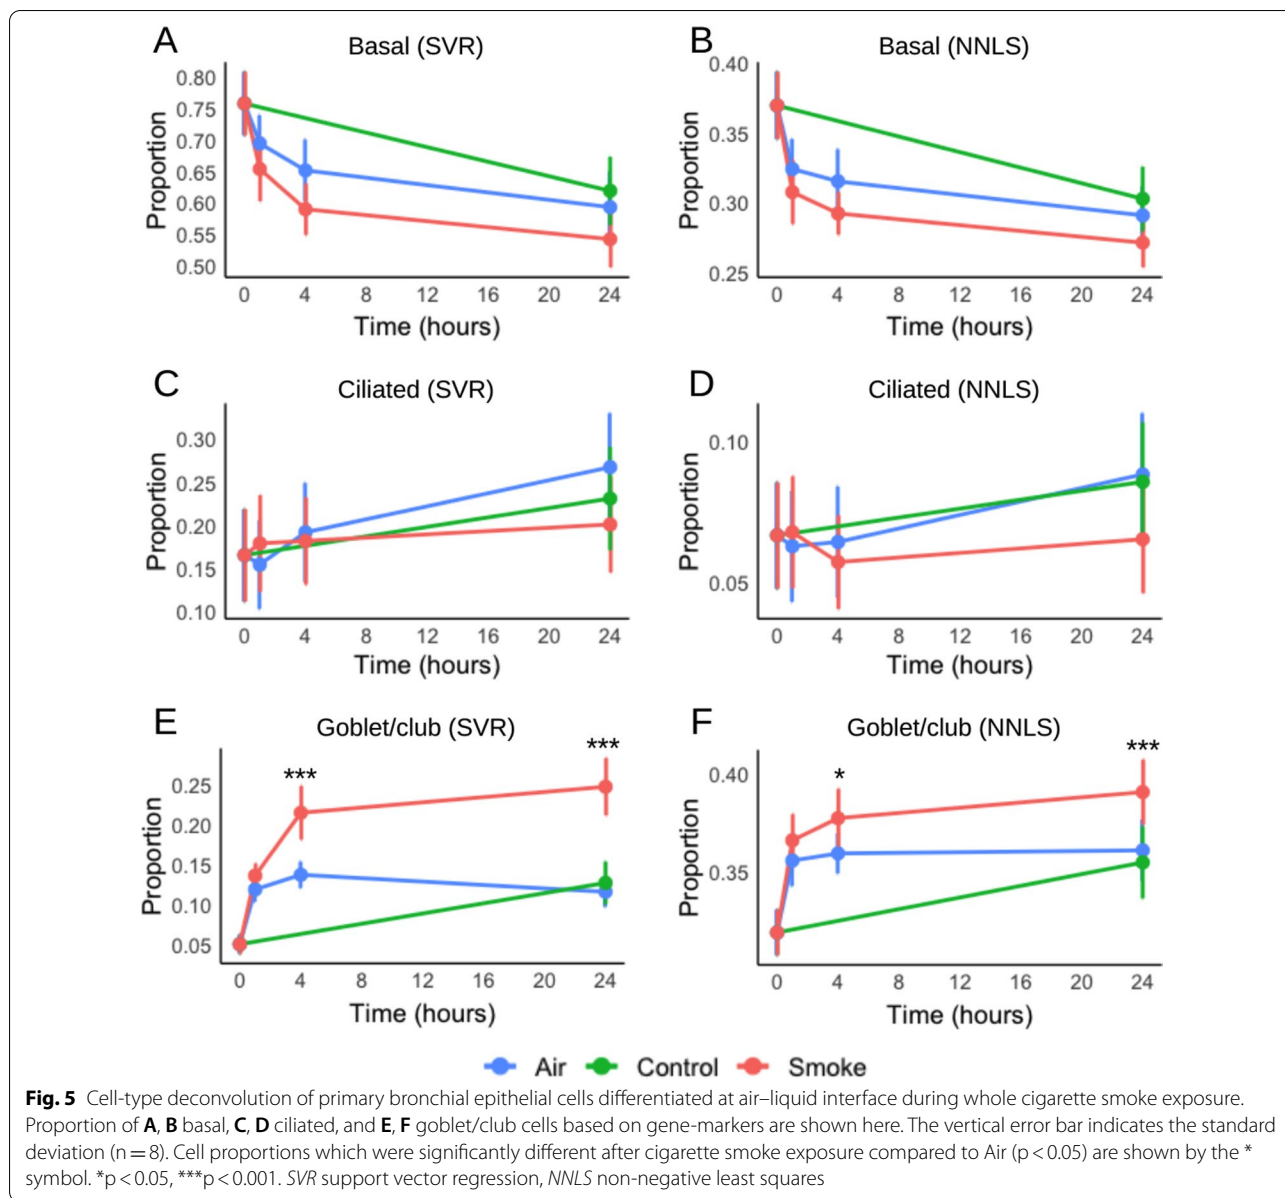 A
Basal (SVR)
0.80
0.75
0.70
0.65
0.60
0.55
0.50
Proportion
0 4 8 12 16 20 24
Time (hours)
B
Basal (NNLS)
0.40
0.35
0.30
0.25
Proportion
0 4 8 12 16 20 24
Time (hours)
C
Ciliated (SVR)
0.30
0.25
0.20
0.15
0.10
Proportion
0 4 8 12 16 20 24
Time (hours)
D
Ciliated (NNLS)
0.10
0.05
Proportion
0 4 8 12 16 20 24
Time (hours)
E
Goblet/club (SVR)
***
***
0.25
0.20
0.15
0.10
0.05
Proportion
0 4 8 12 16 20 24
Time (hours)
F
Goblet/club (NNLS)
***
*
0.40
0.35
Proportion
0 4 8 12 16 20 24
Time (hours)
Air Control Smoke
Fig. 5 Cell-type deconvolution of primary bronchial epithelial cells differentiated at air–liquid interface during whole cigarette smoke exposure.
Proportion of A, B basal, C, D ciliated, and E, F goblet/club cells based on gene-markers are shown here. The vertical error bar indicates the standard
deviation (n = 8). Cell proportions which were significantly different after cigarette smoke exposure compared to Air (p < 0.05) are shown by the *
symbol. *p < 0.05, ***p < 0.001. SVR support vector regression, NNLS non-negative least squares